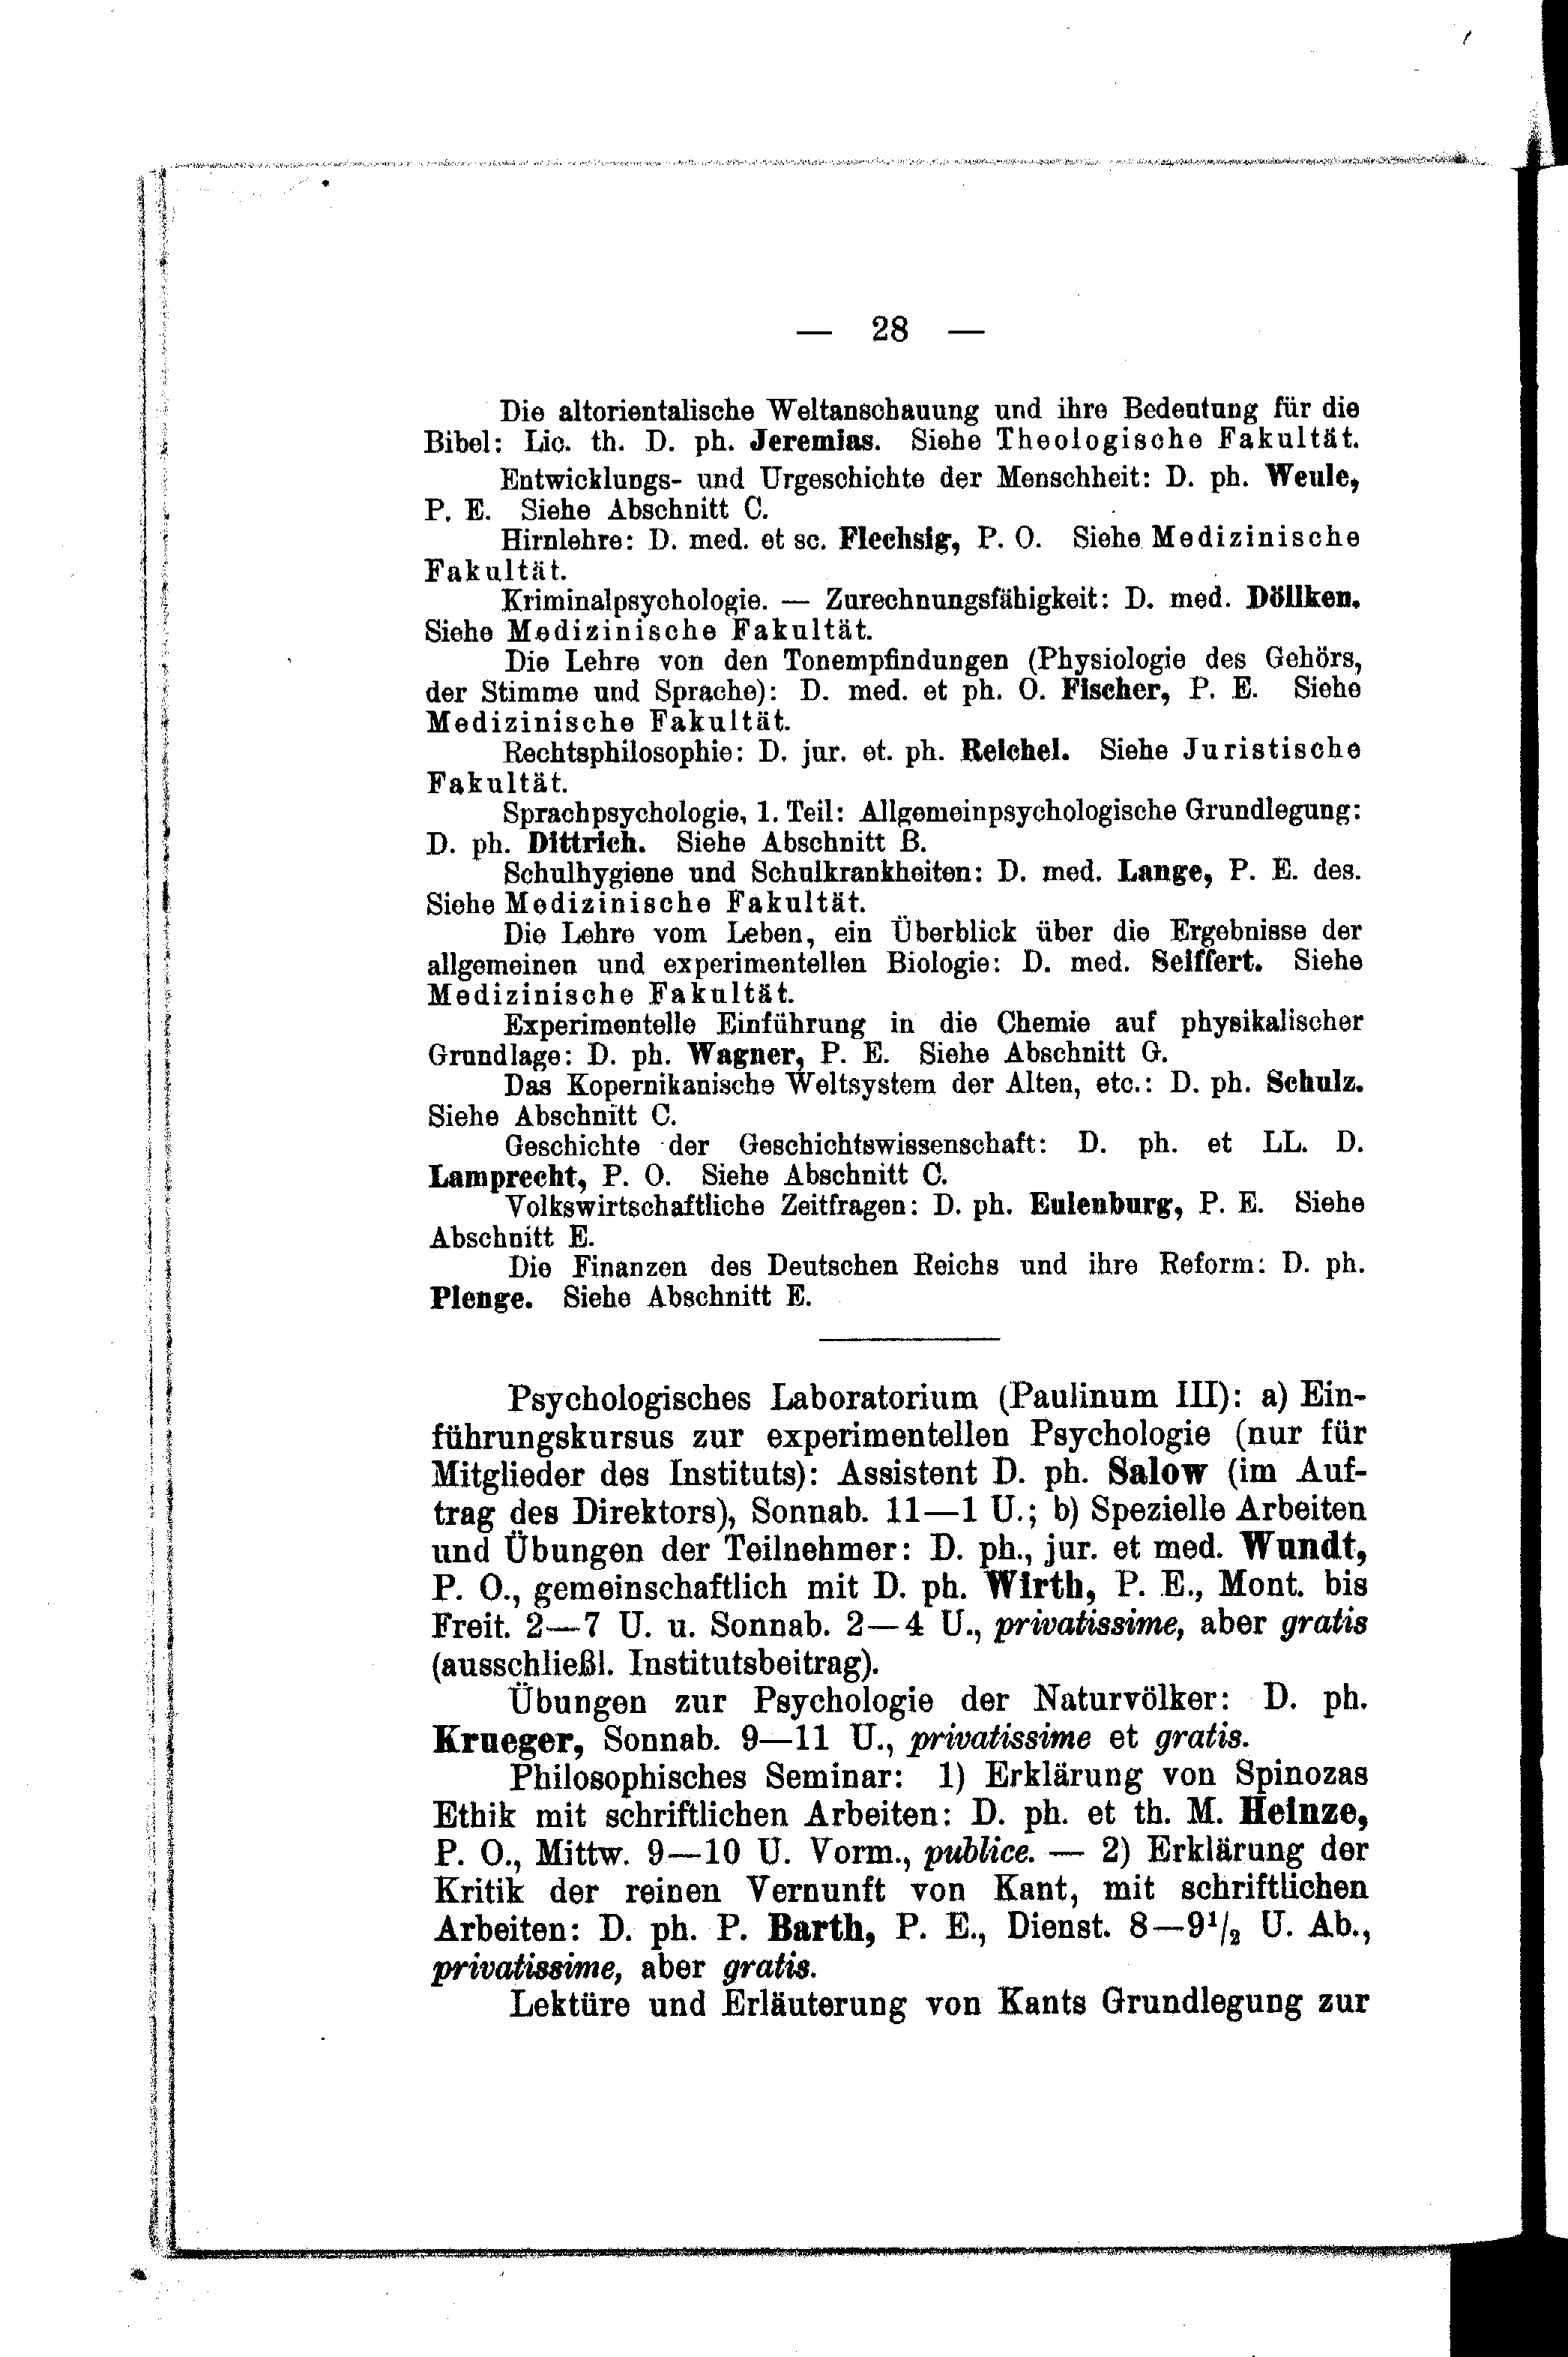 — 28 —
Die altorientalische Weltanschauung und ihre Bedeutung für die
Bibel: Lic. th. D. ph. Jeremias. Siehe Theologische Fakultät.
Entwicklungs- und Urgeschichte der Menschheit: D. ph. Weule,
P. E. Siehe Abschnitt C.
Hirnlehre: D. med. et sc. Flechsig, P. O. Siehe Medizinische
Fakultät.
Kriminalpsychologie. — Zurechnungsfähigkeit: D. med. Döllken.
Siehe Medizinische Fakultät.
Die Lehre von den Tonempfindungen (Physiologie des Gehörs,
der Stimme und Sprache): D. med. et ph. O. Fischer, P. E. Siehe
Medizinische Fakultät.
Rechtsphilosophie: D. jur. et. ph. Reichel. Siehe Juristische
Fakultät.
Sprachpsychologie, 1. Teil: Allgemeinpsychologische Grundlegung:
D. ph. Dittrich. Siehe Abschnitt B.
Schulhygiene und Schulkrankheiten: D. med. Lange, P. E. des.
Siehe Medizinische Fakultät.
Die Lehre vom Leben, ein Überblick über die Ergebnisse der
allgemeinen und experimentellen Biologie: D. med. Seiffert. Siehe
Medizinische Fakultät.
Experimentelle Einführung in die Chemie auf physikalischer
Grundlage: D. ph. Wagner, P. E. Siehe Abschnitt G.
Das Kopernikanische Weltsystem der Alten, etc.: D. ph. Schulz.
Siehe Abschnitt C.
Geschichte der Geschichtswissenschaft: D. ph. et LL. D.
Lamprecht, P. O. Siehe Abschnitt C.
Volkswirtschaftliche Zeitfragen: D. ph. Eulenburg, P. E. Siehe
Abschnitt E.
Die Finanzen des Deutschen Reichs und ihre Reform: D. ph.
Plenge. Siehe Abschnitt E.
Psychologisches Laboratorium (Paulinum III): a) Ein-
führungskursus zur experimentellen Psychologie (nur für
Mitglieder des Instituts): Assistent D. ph. Salow (im Auf-
trag des Direktors), Sonnab. 11—1 U.; b) Spezielle Arbeiten
und Übungen der Teilnehmer: D. ph., jur. et med. Wundt,
P. O., gemeinschaftlich mit D. ph. Wirth, P. E., Mont. bis
Freit. 2—7 U. u. Sonnab. 2—4 U., privatissime, aber gratis
(ausschließl. Institutsbeitrag).
Übungen zur Psychologie der Naturvölker: D. ph.
Krueger, Sonnab. 9—11 U., privatissime et gratis.
Philosophisches Seminar: 1) Erklärung von Spinozas
Ethik mit schriftlichen Arbeiten: D. ph. et th. M. Heinze,
P. O., Mittw. 9—10 U. Vorm., publice. — 2) Erklärung der
Kritik der reinen Vernunft von Kant, mit schriftlichen
Arbeiten: D. ph. P. Barth, P. E., Dienst. 8—9¹/₂ U. Ab.,
privatissime, aber gratis.
Lektüre und Erläuterung von Kants Grundlegung zur